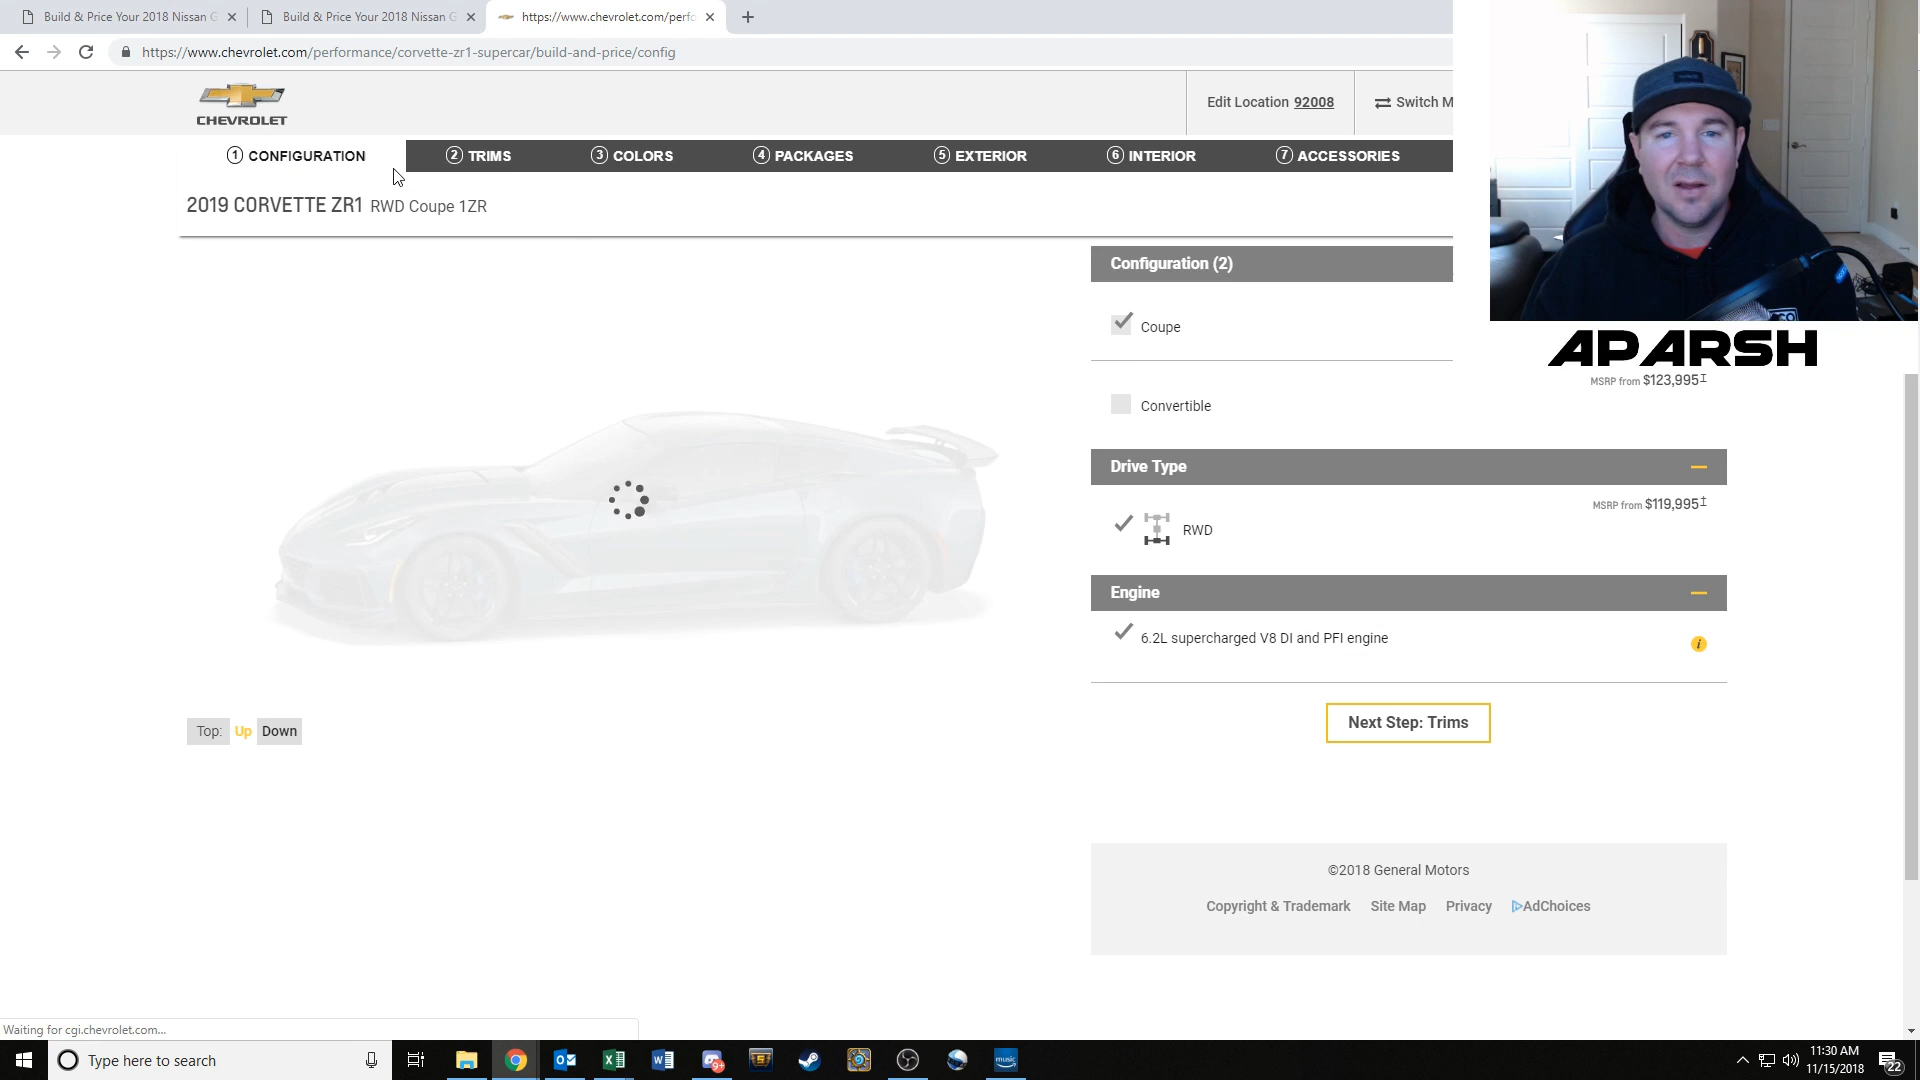 Build & Price Your 2018 Nissan G
Build & Price Your 2018 Nissan G
https://www.chevrolet.com/perfo
https://www.chevrolet.com/performance/corvette-zr1-supercar/build-and-price/config
CHEVROLET
Edit Location 92008
Switch M
1 CONFIGURATION
2 TRIMS
3 COLORS
4 PACKAGES
5 EXTERIOR
6 INTERIOR
7 ACCESSORIES
2019 CORVETTE ZR1 RWD Coupe 1ZR
Configuration (2)
Coupe
APARSH
MSRP from $123,995‡
Convertible
Drive Type
MSRP from $119,995‡
RWD
Engine
6.2L supercharged V8 DI and PFI engine
i
Next Step: Trims
Top: Up Down
©2018 General Motors
Copyright & Trademark Site Map Privacy AdChoices
Waiting for cgi.chevrolet.com...
Type here to search
9+
music
11:30 AM
11/15/2018
22